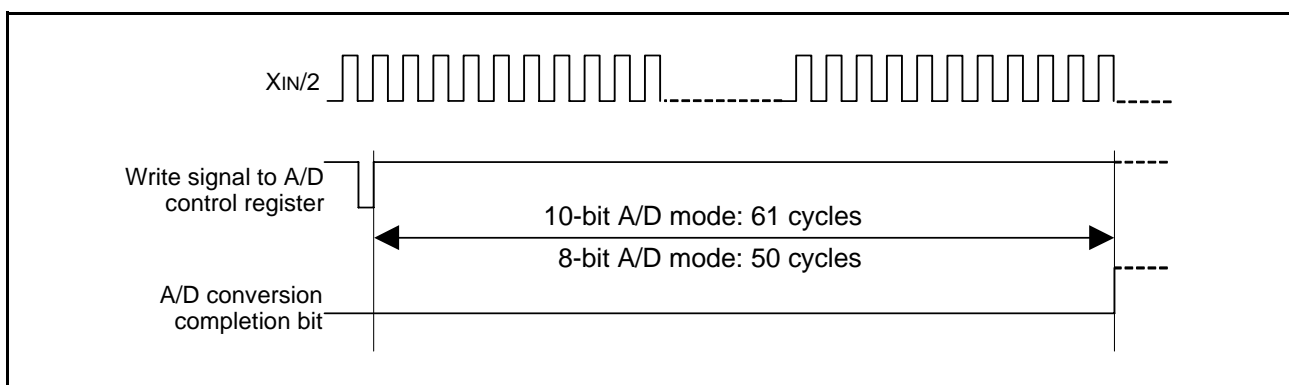 XIN/2
Write signal to A/D
control register
10-bit A/D mode: 61 cycles
8-bit A/D mode: 50 cycles
A/D conversion
completion bit